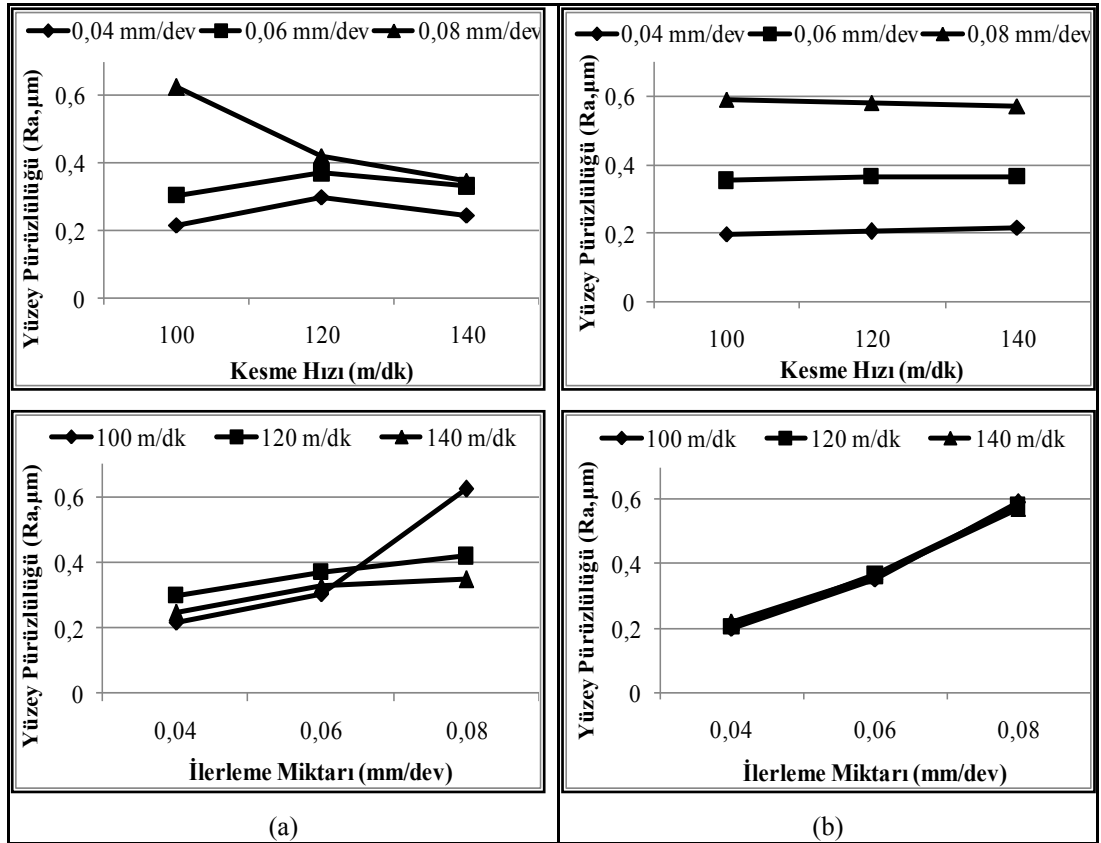 0,04 mm/dev 0,06 mm/dev 0,08 mm/dev
Yüzey Pürüzlülüğü (Ra,µm)
0,6
0,4
0,2
0
100 120 140
Kesme Hızı (m/dk)
0,04 mm/dev 0,06 mm/dev 0,08 mm/dev
Yüzey Pürüzlülüğü (Ra,µm)
0,6
0,4
0,2
0
100 120 140
Kesme Hızı (m/dk)
100 m/dk 120 m/dk 140 m/dk
Yüzey Pürüzlülüğü (Ra,µm)
0,6
0,4
0,2
0
0,04 0,06 0,08
İlerleme Miktarı (mm/dev)
(a)
100 m/dk 120 m/dk 140 m/dk
Yüzey Pürüzlülüğü (Ra,µm)
0,6
0,4
0,2
0
0,04 0,06 0,08
İlerleme Miktarı (mm/dev)
(b)